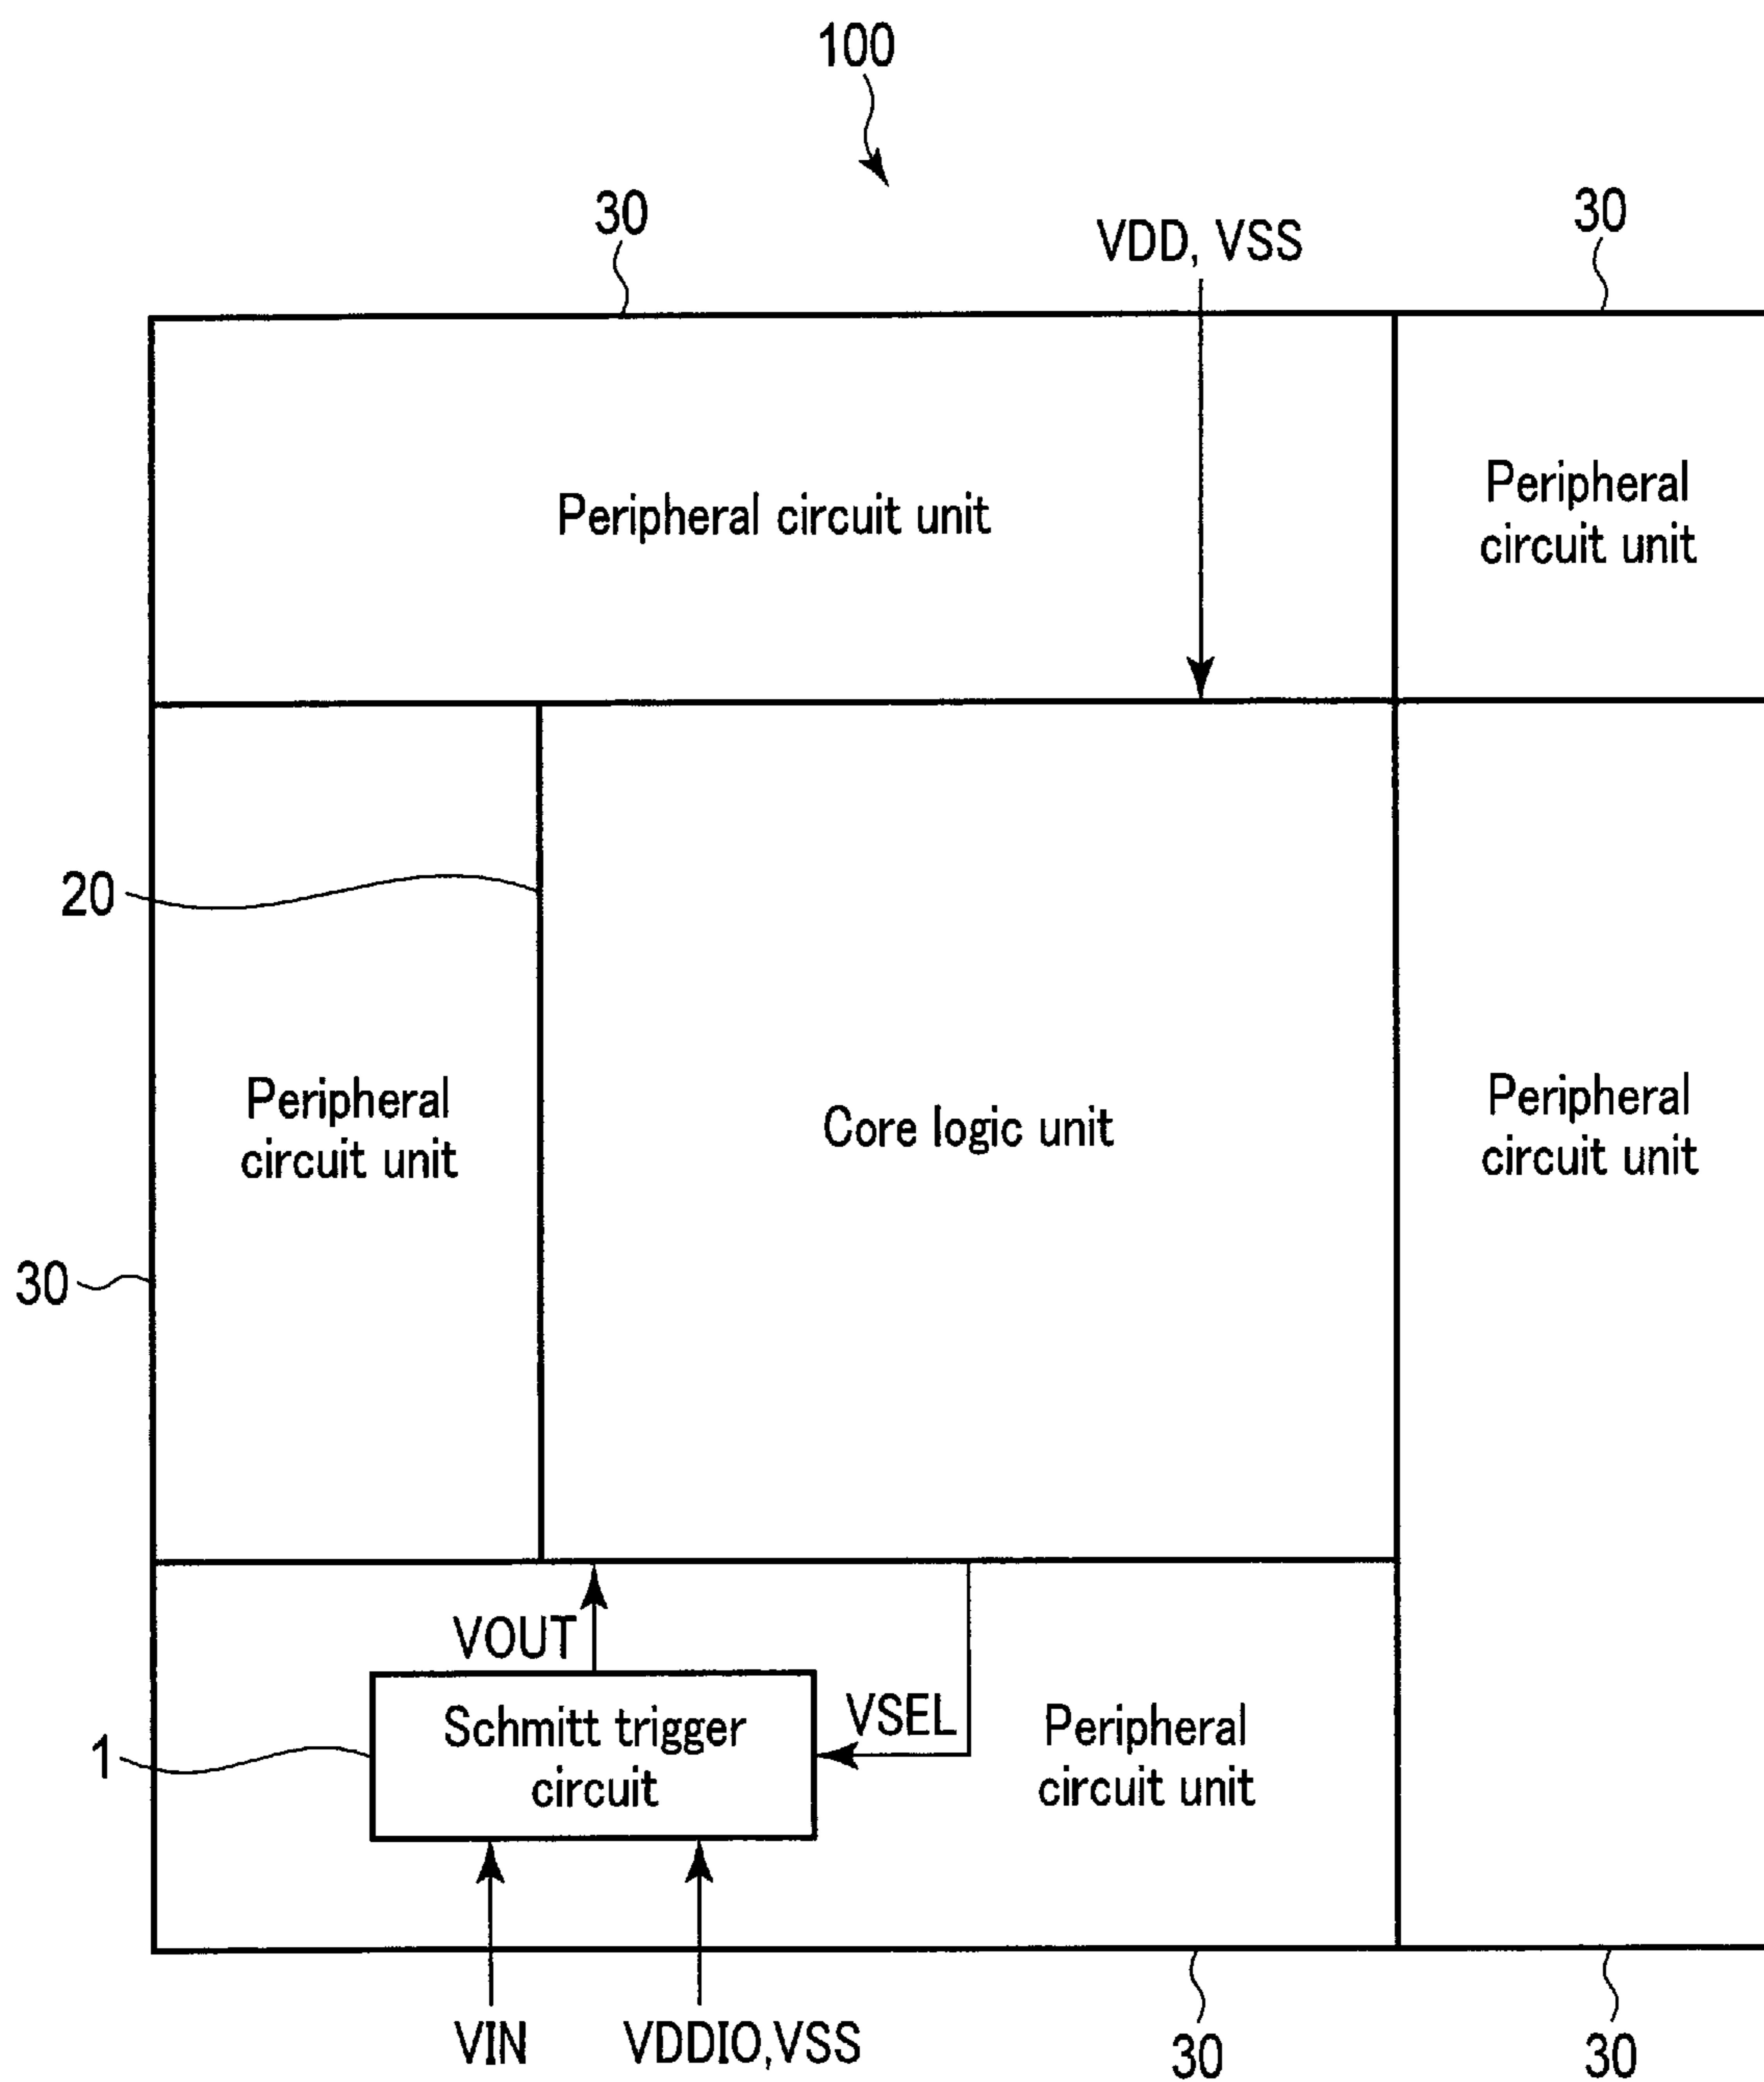 100
30
30
VDD, VSS
Peripheral circuit unit
Peripheral
circuit unit
20
Peripheral
circuit unit
Core logic unit
Peripheral
circuit unit
30
VOUT
Schmitt trigger
circuit
VSEL
Peripheral
circuit unit
1
VIN
VDDIO,VSS
30
30